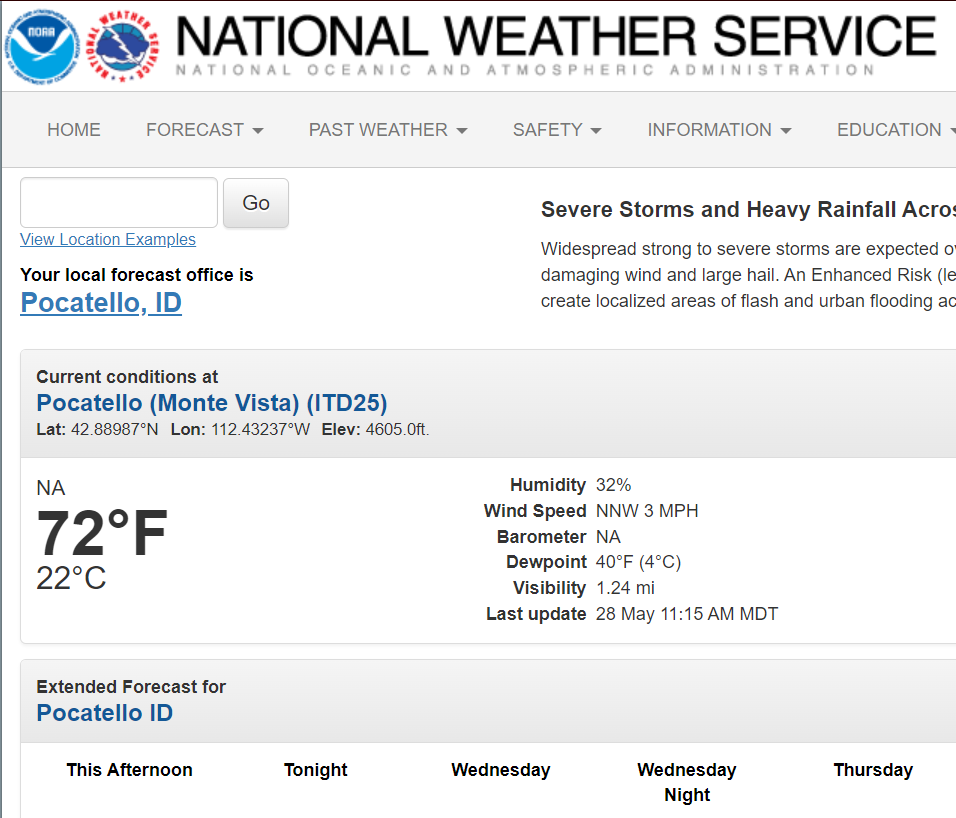 NOAA
NATIONAL WEATHER SERVICE
NATIONAL OCEANIC AND ATMOSPHERIC ADMINISTRATION
HOME FORECAST PAST WEATHER SAFETY INFORMATION EDUCATION
Go
View Location Examples
Your local forecast office is
Pocatello, ID
Severe Storms and Heavy Rainfall Acros
Widespread strong to severe storms are expected ov
damaging wind and large hail. An Enhanced Risk (le
create localized areas of flash and urban flooding ac
Current conditions at
Pocatello (Monte Vista) (ITD25)
Lat: 42.88987°N Lon: 112.43237°W Elev: 4605.0ft.
NA
72°F
22°C
Humidity 32%
Wind Speed NNW 3 MPH
Barometer NA
Dewpoint 40°F (4°C)
Visibility 1.24 mi
Last update 28 May 11:15 AM MDT
Extended Forecast for
Pocatello ID
This Afternoon Tonight Wednesday Wednesday Night Thursday